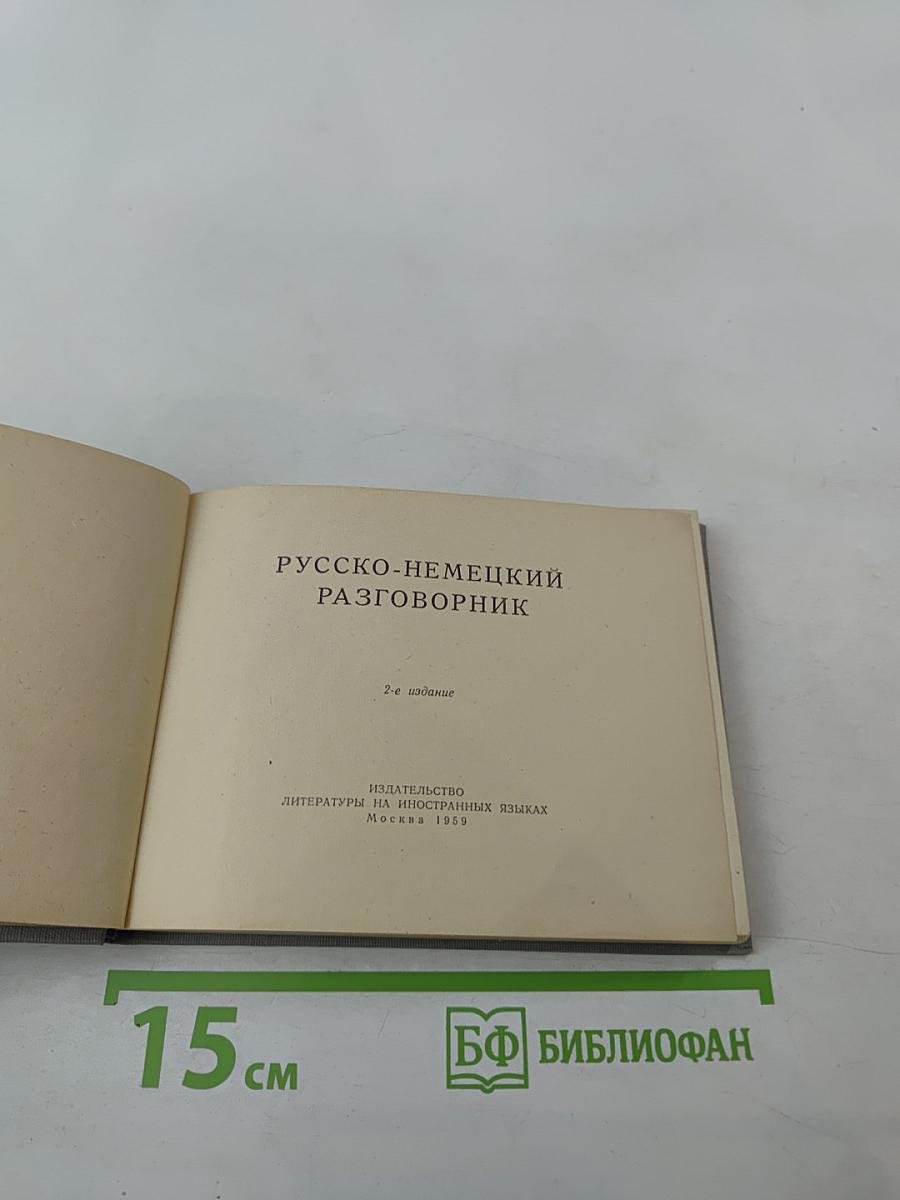 РУССКО-НЕМЕЦКИЙ
РАЗГОВОРНИК
2-е издание
ИЗДАТЕЛЬСТВО
ЛИТЕРАТУРЫ НА ИНОСТРАННЫХ ЯЗЫКАХ
Москва 1959
15 см
БФ БИБЛИОФАН